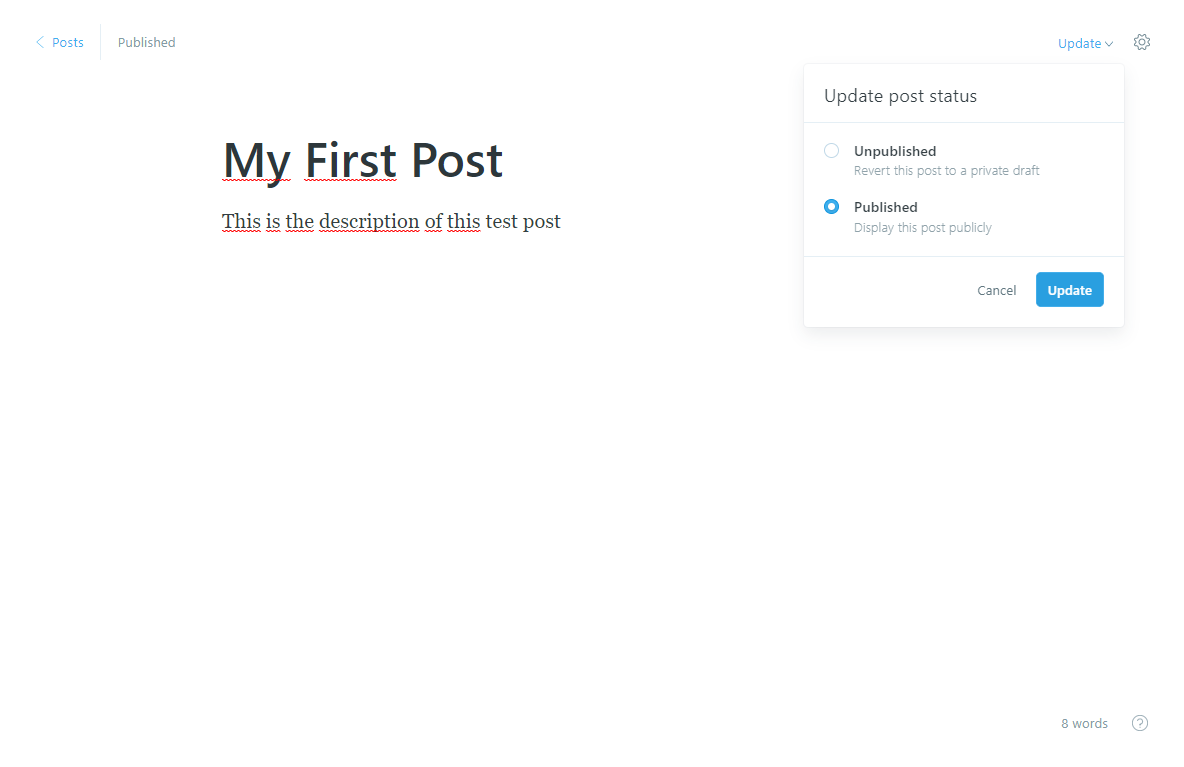 Posts
Published
Update
Update post status
My First Post
Unpublished
Revert this post to a private draft
Published
This is the description of this test post
Display this post publicly
Cancel
Update
8 words
?